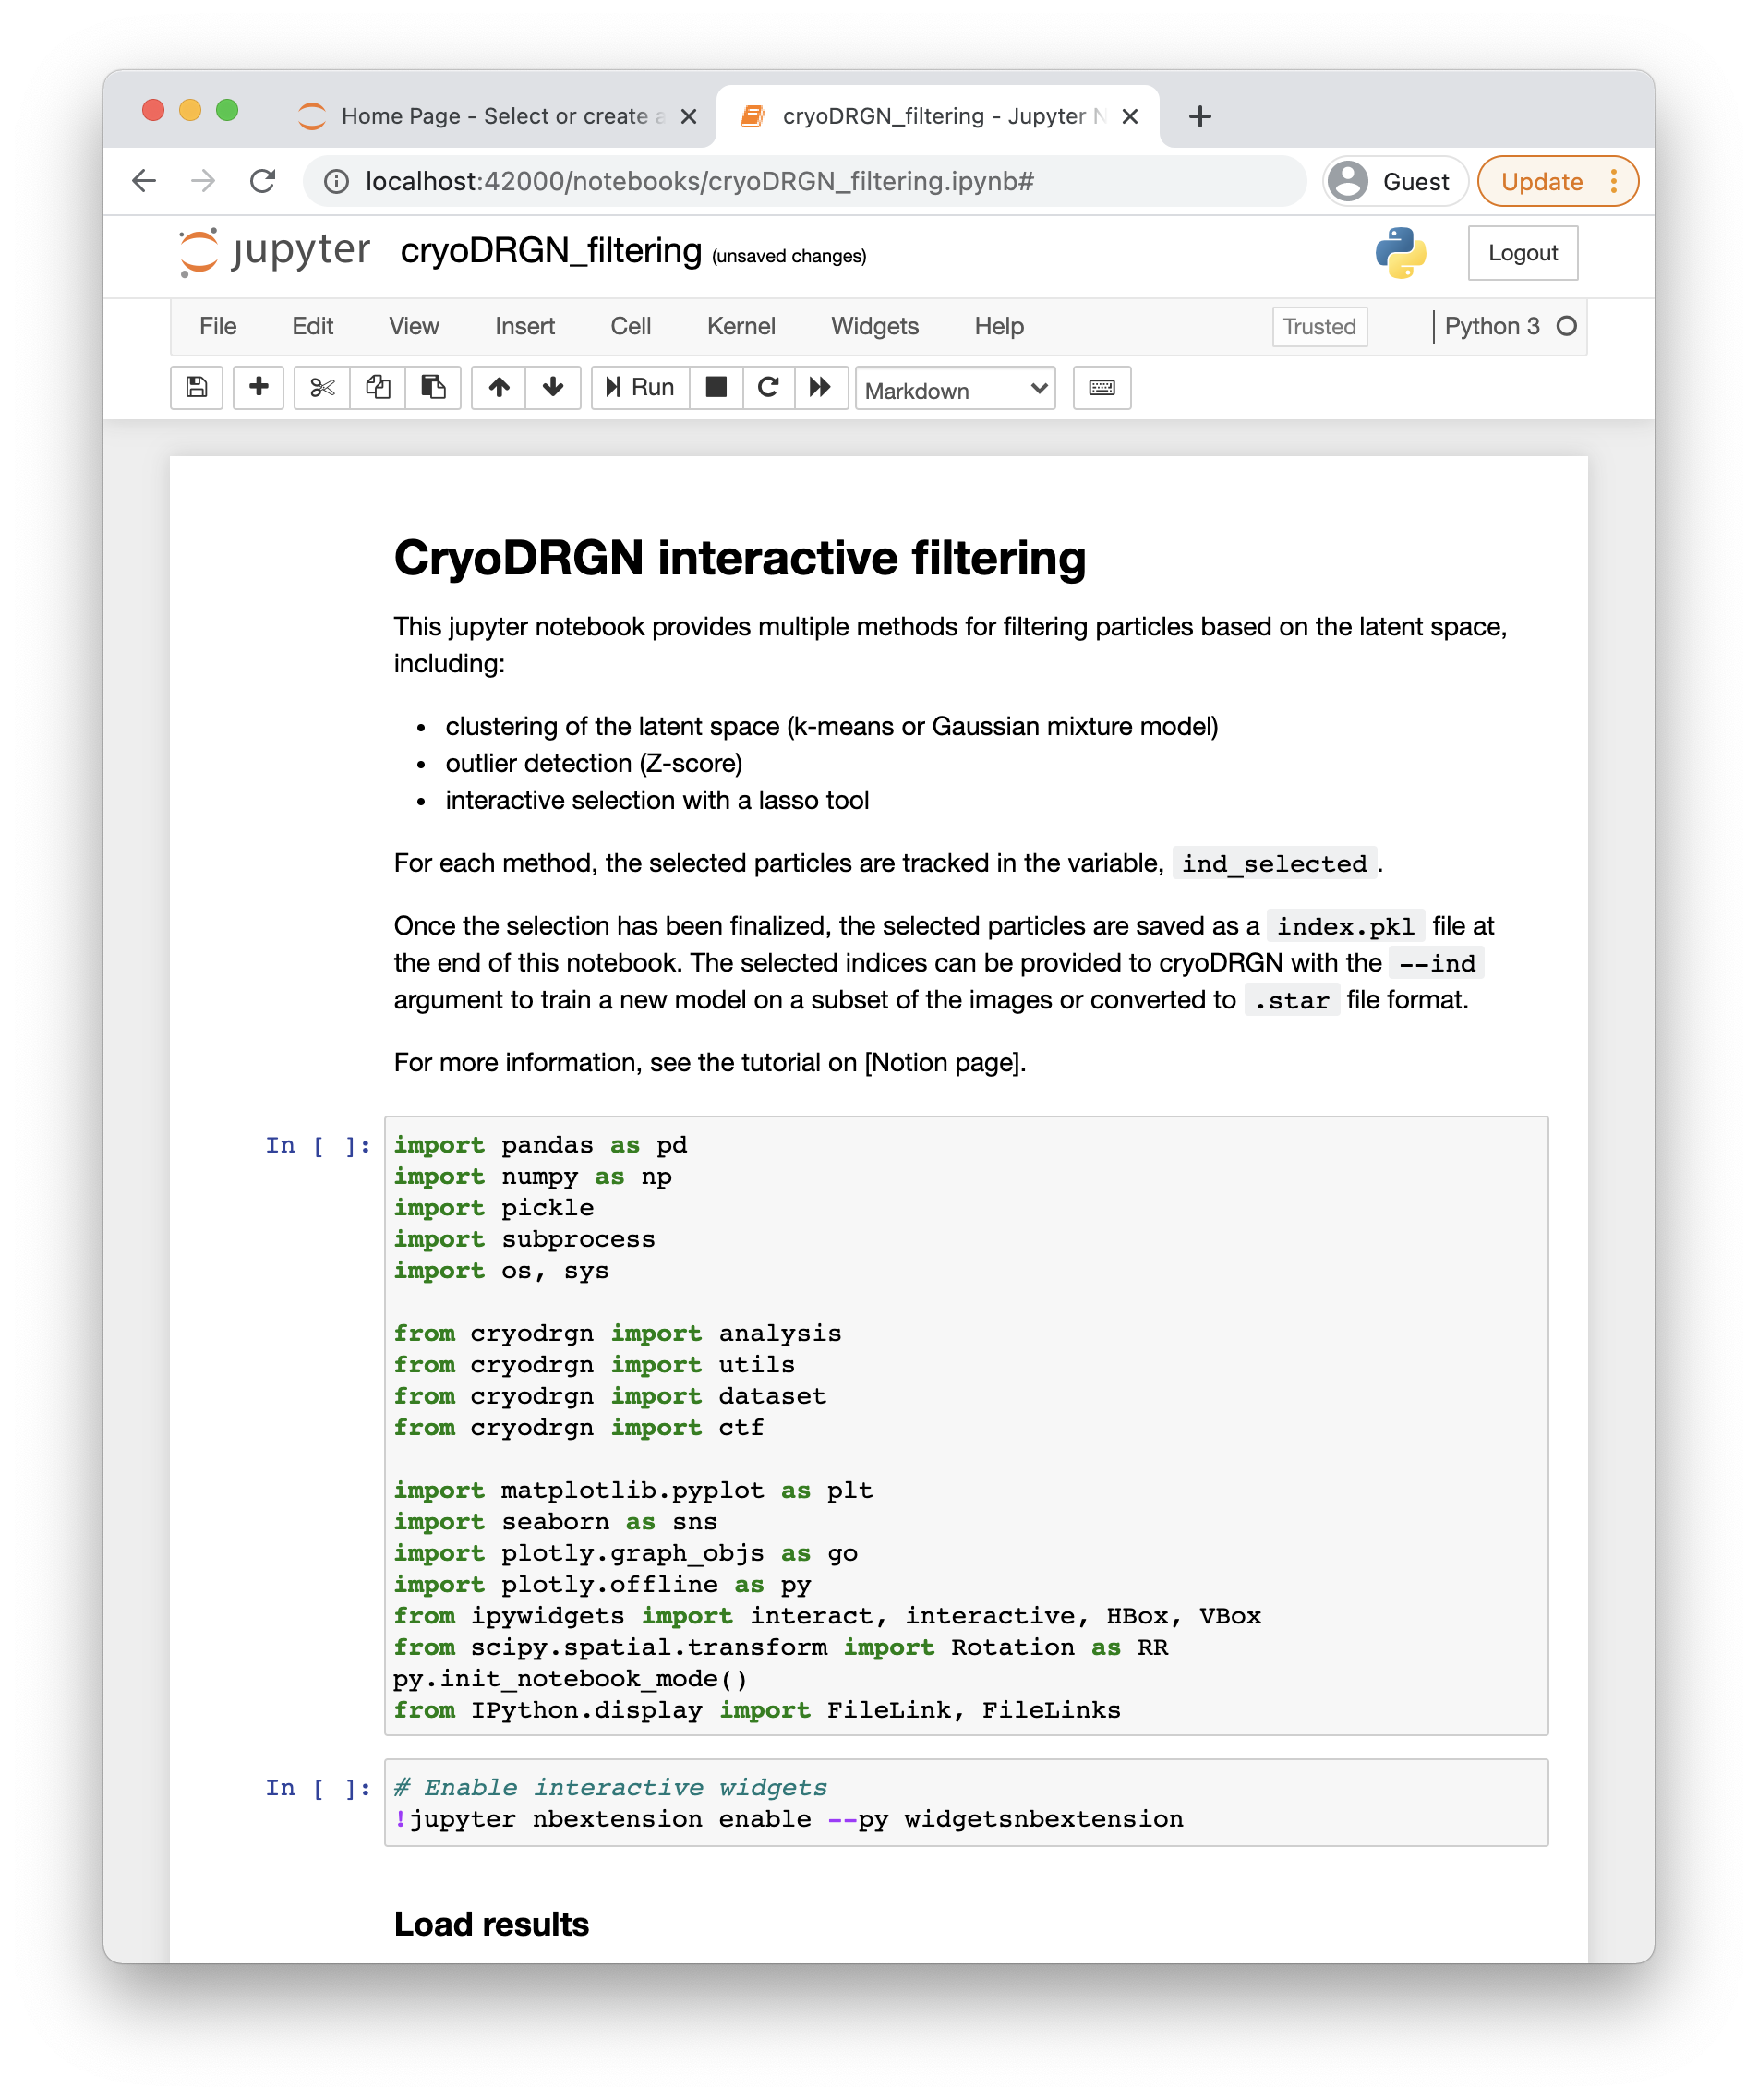 Home Page - Select or create a
cryoDRGN_filtering - Jupyter N
localhost:42000/notebooks/cryoDRGN_filtering.ipynb#
Guest
Update
jupyter cryoDRGN_filtering (unsaved changes)
Logout
File Edit View Insert Cell Kernel Widgets Help
Trusted
Python 3
Run
Markdown
CryoDRGN interactive filtering
This jupyter notebook provides multiple methods for filtering particles based on the latent space,
including:
• clustering of the latent space (k-means or Gaussian mixture model)
• outlier detection (Z-score)
• interactive selection with a lasso tool
For each method, the selected particles are tracked in the variable, ind_selected.
Once the selection has been finalized, the selected particles are saved as a index.pkl file at
the end of this notebook. The selected indices can be provided to cryoDRGN with the --ind
argument to train a new model on a subset of the images or converted to .star file format.
For more information, see the tutorial on [Notion page].
In [ ]:
import pandas as pd
import numpy as np
import pickle
import subprocess
import os, sys
from cryodrgn import analysis
from cryodrgn import utils
from cryodrgn import dataset
from cryodrgn import ctf
import matplotlib.pyplot as plt
import seaborn as sns
import plotly.graph_objs as go
import plotly.offline as py
from ipywidgets import interact, interactive, HBox, VBox
from scipy.spatial.transform import Rotation as RR
py.init_notebook_mode()
from IPython.display import FileLink, FileLinks
In [ ]:
# Enable interactive widgets
!jupyter nbextension enable --py widgetsnbextension
Load results